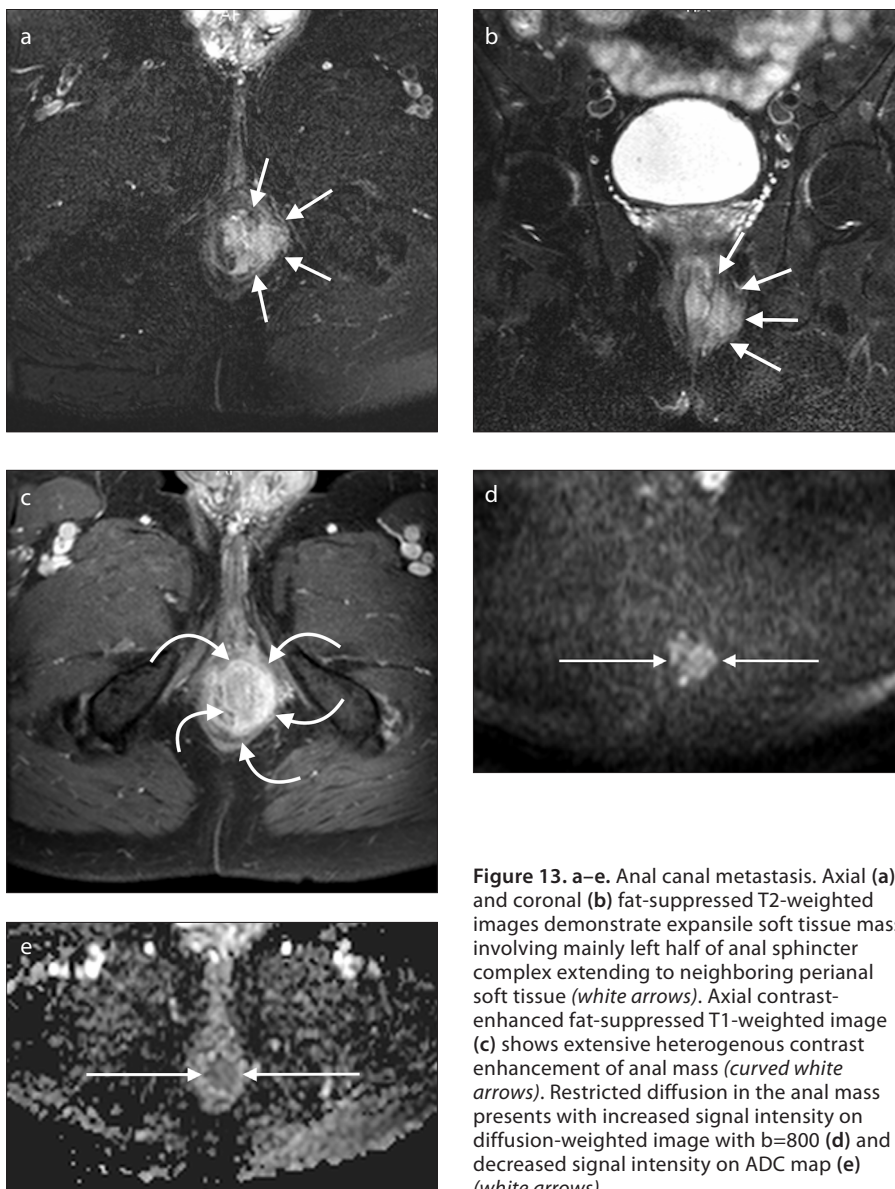 a
b
c
d
e
Figure 13. a–e. Anal canal metastasis. Axial (a)
and coronal (b) fat-suppressed T2-weighted
images demonstrate expansile soft tissue mas
involving mainly left half of anal sphincter
complex extending to neighboring perianal
soft tissue (white arrows). Axial contrast-
enhanced fat-suppressed T1-weighted image
(c) shows extensive heterogenous contrast
enhancement of anal mass (curved white
arrows). Restricted diffusion in the anal mass
presents with increased signal intensity on
diffusion-weighted image with b=800 (d) and
decreased signal intensity on ADC map (e)
(white arrows)